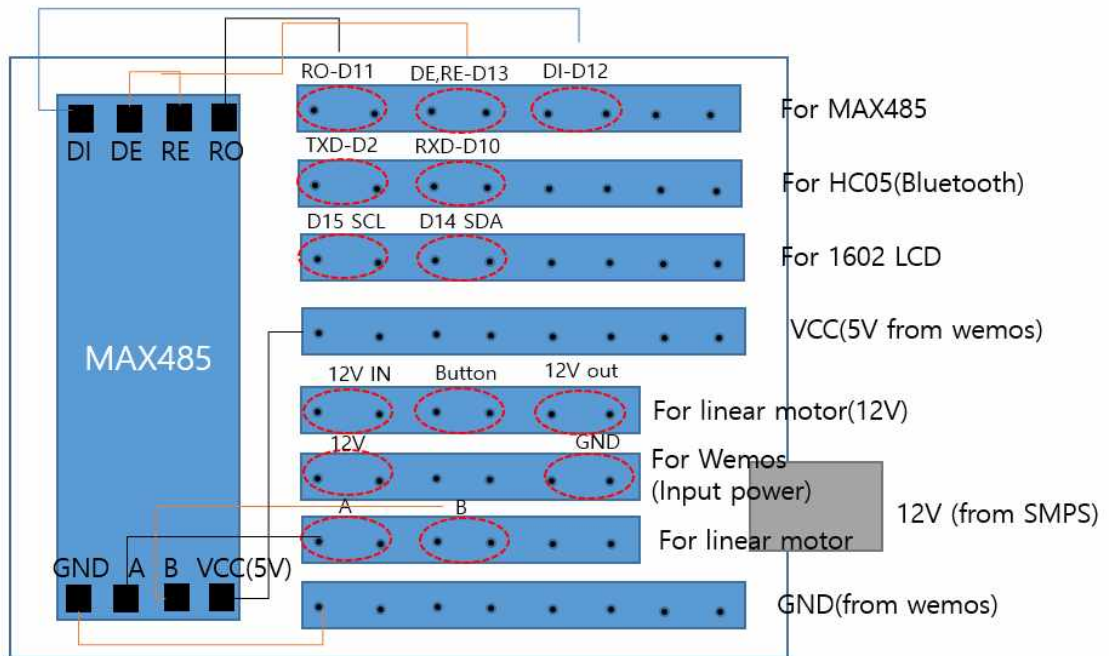 RO-D11
DE,RE-D13
DI-D12
For MAX485
DI
DE
RE
RO
TXD-D2
RXD-D10
For HC05(Bluetooth)
D15 SCL
D14 SDA
For 1602 LCD
VCC(5V from wemos)
MAX485
12V IN
Button
12V out
For linear motor(12V)
12V
GND
For Wemos
(Input power)
12V (from SMPS)
A
B
For linear motor
GND
A
B
VCC(5V)
GND(from wemos)